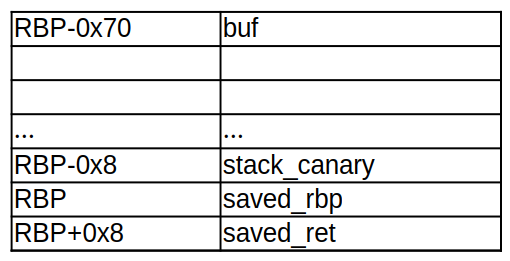 RBP-0x70 buf
... ...
RBP-0x8 stack_canary
RBP saved_rbp
RBP+0x8 saved_ret